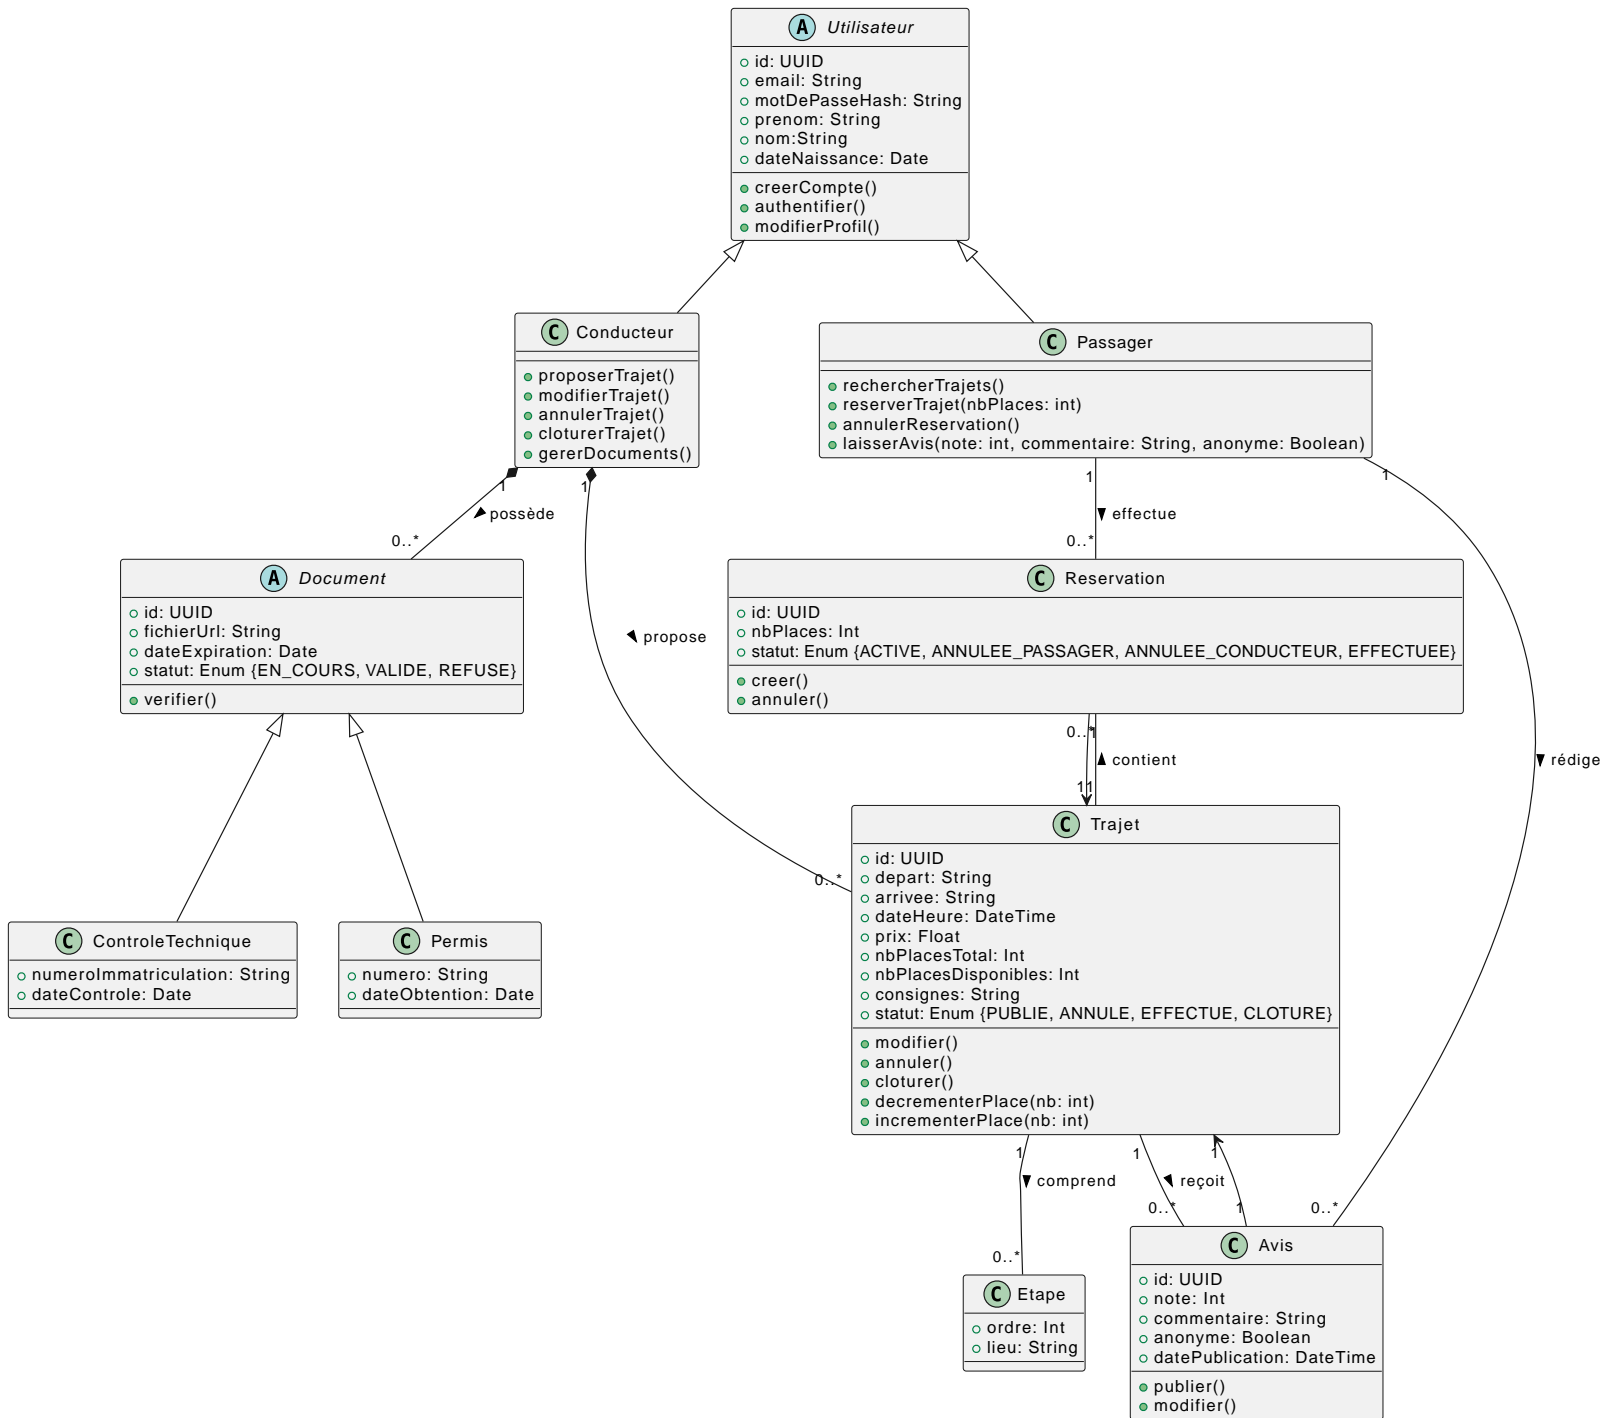 A Utilisateur
id: UUID
email: String
motDePasseHash: String
prenom: String
nom:String
dateNaissance: Date
creerCompte()
authentifier()
modifierProfil()
C Conducteur
proposerTrajet()
modifierTrajet()
annulerTrajet()
cloturerTrajet()
gererDocuments()
C Passager
rechercherTrajets()
reserverTrajet(nbPlaces: int)
annulerReservation()
laisserAvis(note: int, commentaire: String, anonyme: Boolean)
1
possède
0..*
1
propose
0..*
1
effectue
0..*
1
rédige
0..*
A Document
id: UUID
fichierUrl: String
dateExpiration: Date
statut: Enum {EN_COURS, VALIDE, REFUSE}
verifier()
C Reservation
id: UUID
nbPlaces: Int
statut: Enum {ACTIVE, ANNULEE_PASSAGER, ANNULEE_CONDUCTEUR, EFFECTUEE}
creer()
annuler()
0..*
1
contient
1
1
C ControleTechnique
numeroImmatriculation: String
dateControle: Date
C Permis
numero: String
dateObtention: Date
C Trajet
id: UUID
depart: String
arrivee: String
dateHeure: DateTime
prix: Float
nbPlacesTotal: Int
nbPlacesDisponibles: Int
consignes: String
statut: Enum {PUBLIE, ANNULE, EFFECTUE, CLOTURE}
modifier()
annuler()
cloturer()
decrementerPlace(nb: int)
incrementerPlace(nb: int)
1
comprend
0..*
1
reçoit
0..*
1
1
C Etape
ordre: Int
lieu: String
C Avis
id: UUID
note: Int
commentaire: String
anonyme: Boolean
datePublication: DateTime
publier()
modifier()